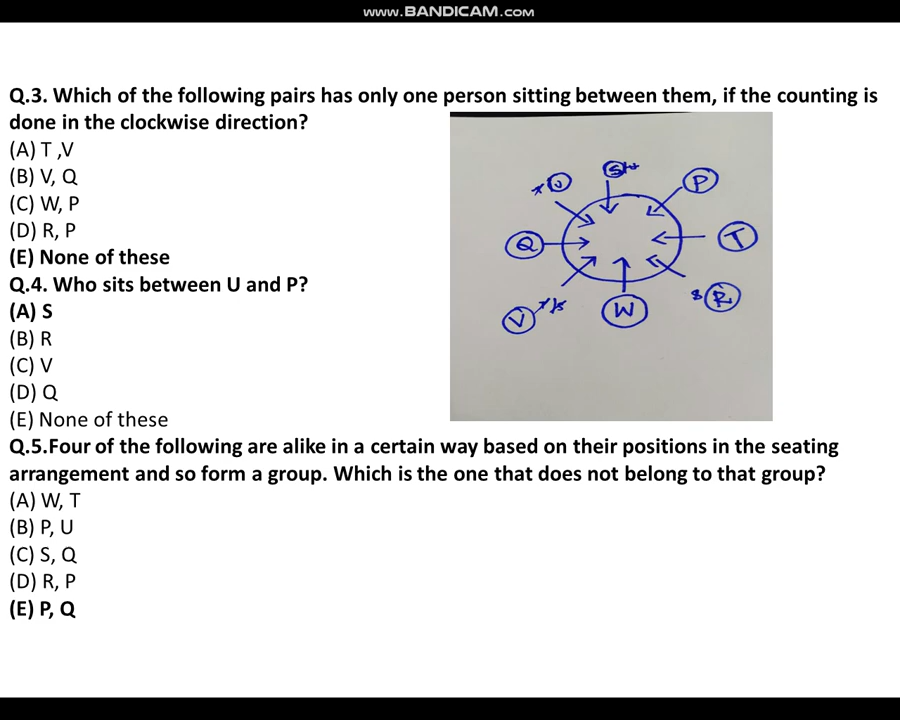 www.BANDICAM.com
Q.3. Which of the following pairs has only one person sitting between them, if the counting is
done in the clockwise direction?
(A) T ,V
(B) V, Q
(C) W, P
(D) R, P
(E) None of these
Q.4. Who sits between U and P?
(A) S
(B) R
(C) V
(D) Q
(E) None of these
Q.5.Four of the following are alike in a certain way based on their positions in the seating
arrangement and so form a group. Which is the one that does not belong to that group?
(A) W, T
(B) P, U
(C) S, Q
(D) R, P
(E) P, Q
U
S
P
Q
T
V
W
R